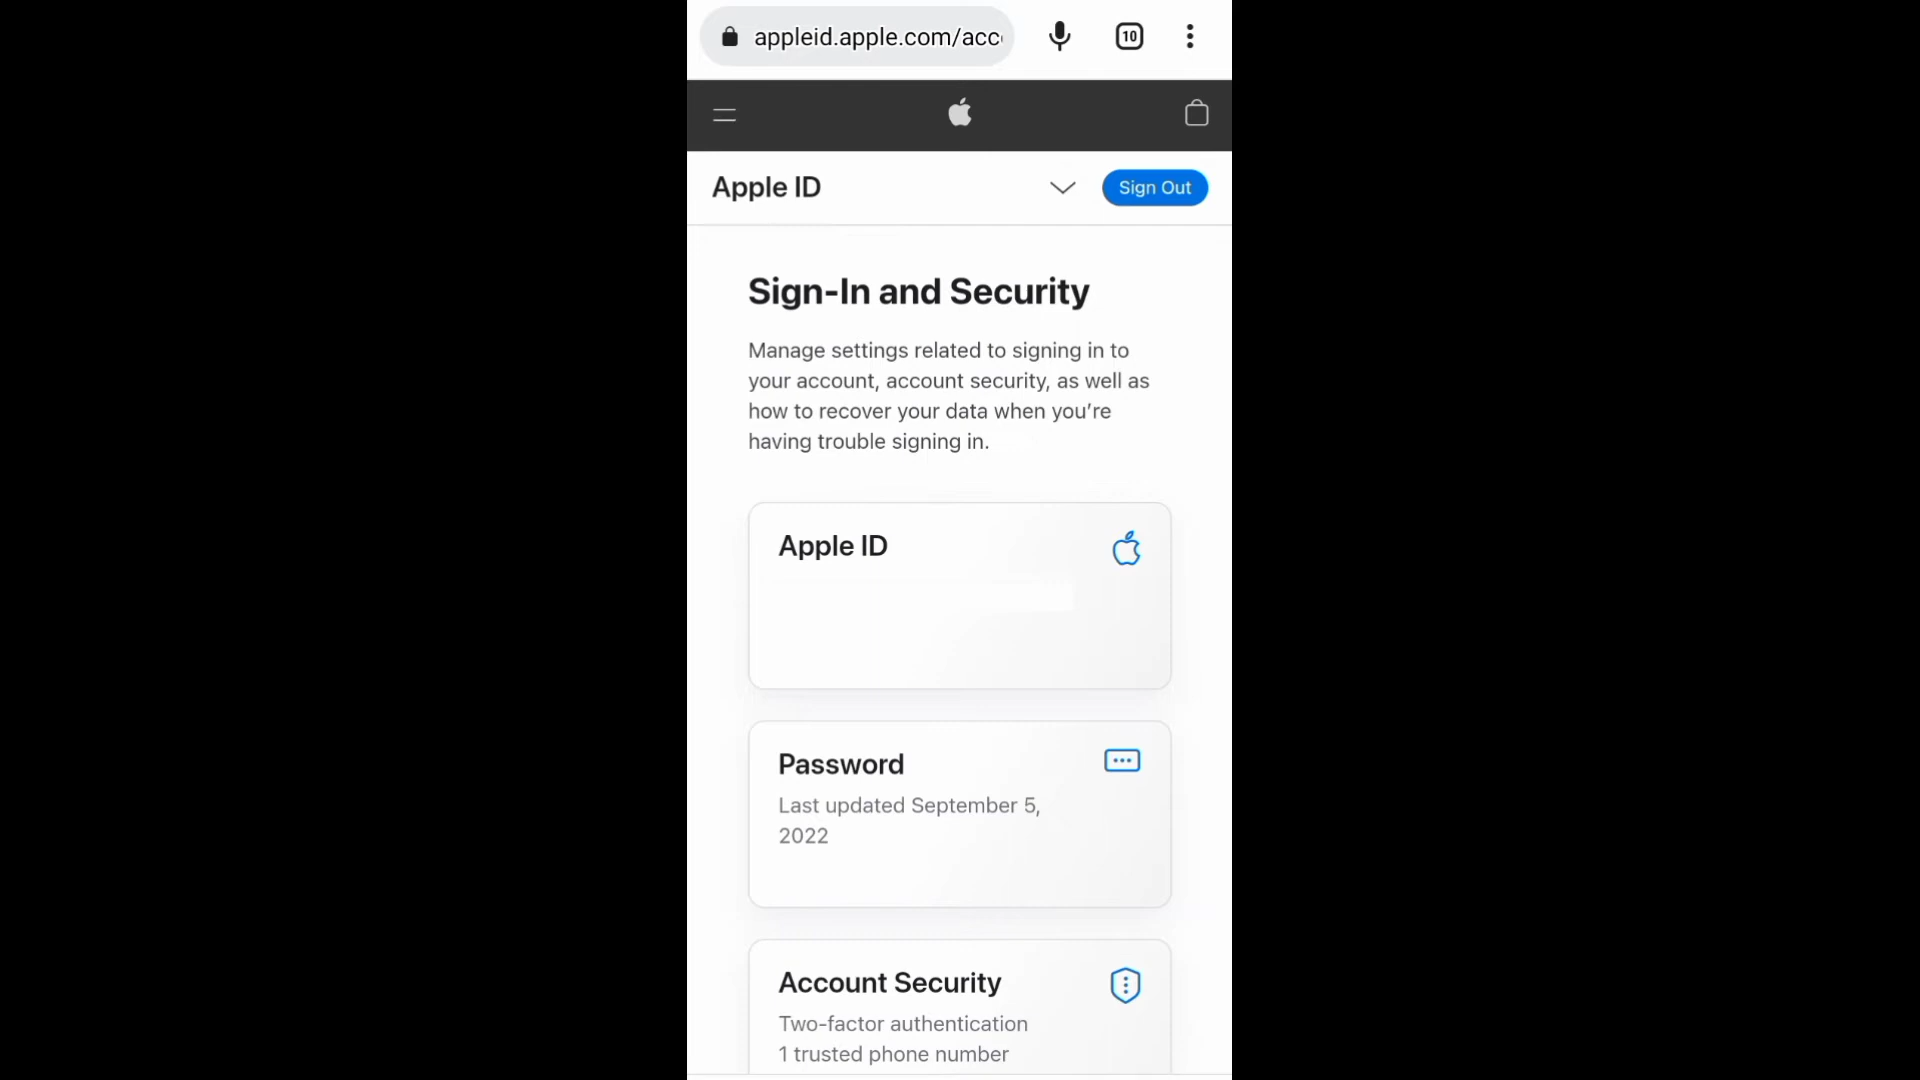 appleid.apple.com/acc
10
Apple ID
Sign Out
Sign-In and Security
Manage settings related to signing in to
your account, account security, as well as
how to recover your data when you’re
having trouble signing in.
Apple ID
Password
Last updated September 5,
2022
Account Security
Two-factor authentication
1 trusted phone number